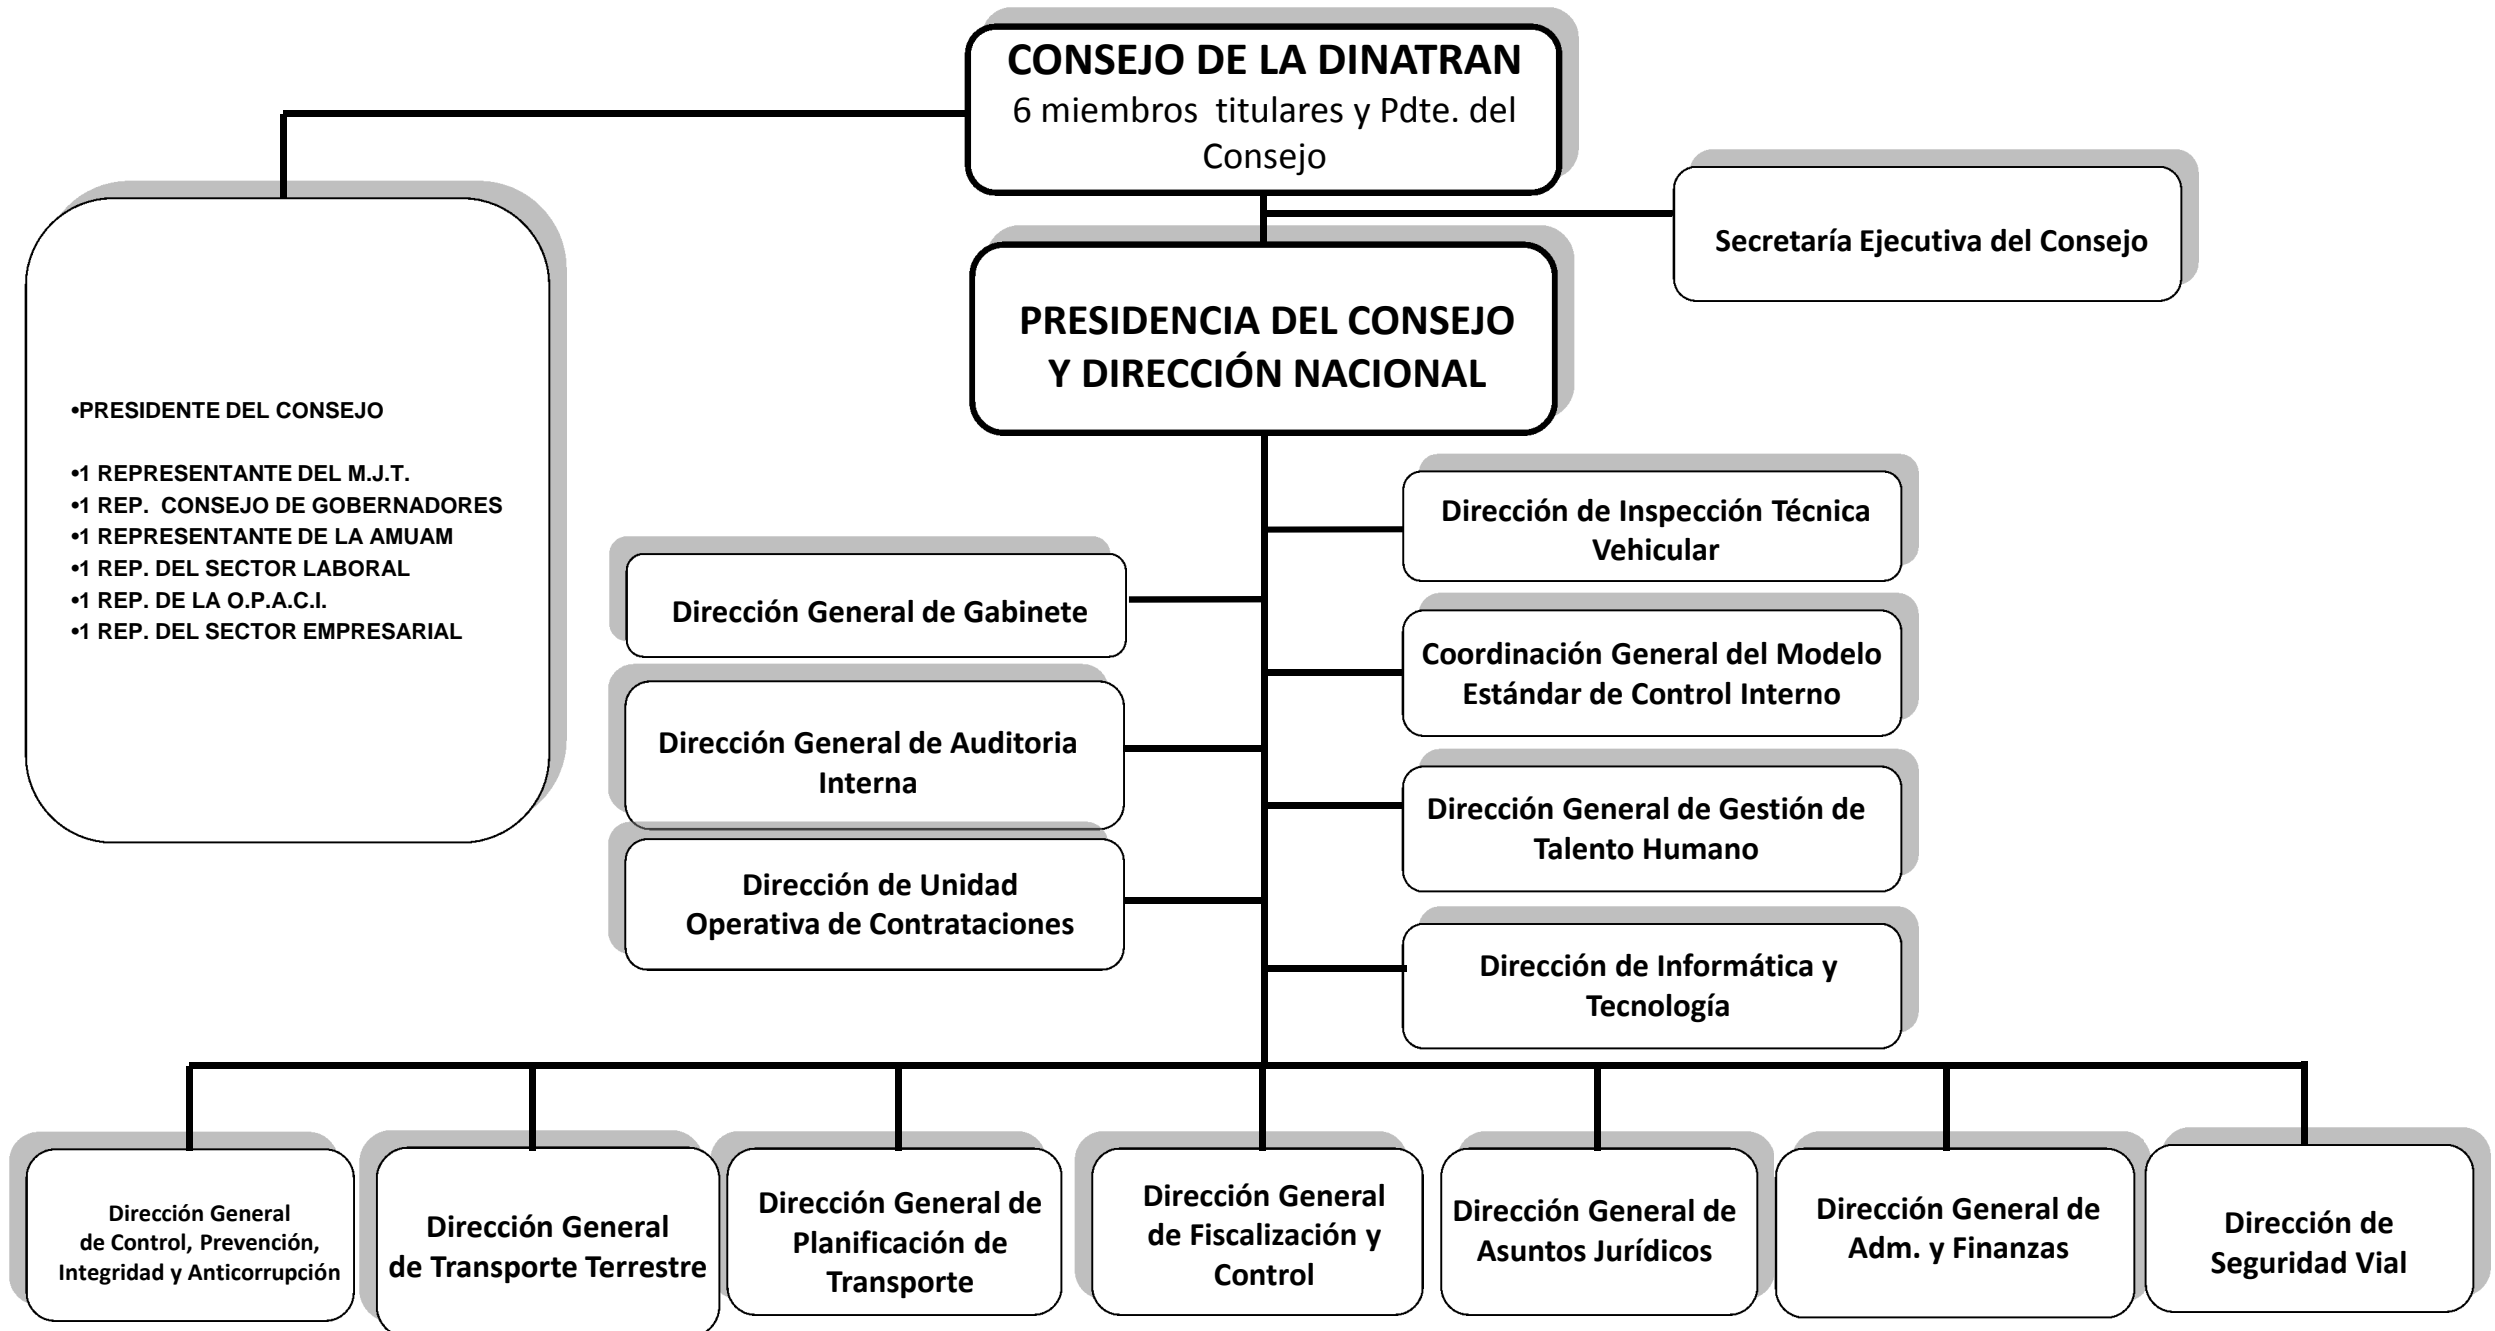 CONSEJO DE LA DINATRAN
6 miembros titulares y Pdte. del
Consejo
Secretaría Ejecutiva del Consejo
PRESIDENCIA DEL CONSEJO
Y DIRECCIÓN NACIONAL
•PRESIDENTE DEL CONSEJO
•1 REPRESENTANTE DEL M.J.T.
•1 REP. CONSEJO DE GOBERNADORES
•1 REPRESENTANTE DE LA AMUAM
•1 REP. DEL SECTOR LABORAL
•1 REP. DE LA O.P.A.C.I.
•1 REP. DEL SECTOR EMPRESARIAL
Dirección General de Gabinete
Dirección General de Auditoria
Interna
Dirección de Unidad
Operativa de Contrataciones
Dirección de Inspección Técnica
Vehicular
Coordinación General del Modelo
Estándar de Control Interno
Dirección General de Gestión de
Talento Humano
Dirección de Informática y
Tecnología
Dirección General
de Control, Prevención,
Integridad y Anticorrupción
Dirección General
de Transporte Terrestre
Dirección General de
Planificación de
Transporte
Dirección General
de Fiscalización y
Control
Dirección General de
Asuntos Jurídicos
Dirección General de
Adm. y Finanzas
Dirección de
Seguridad Vial